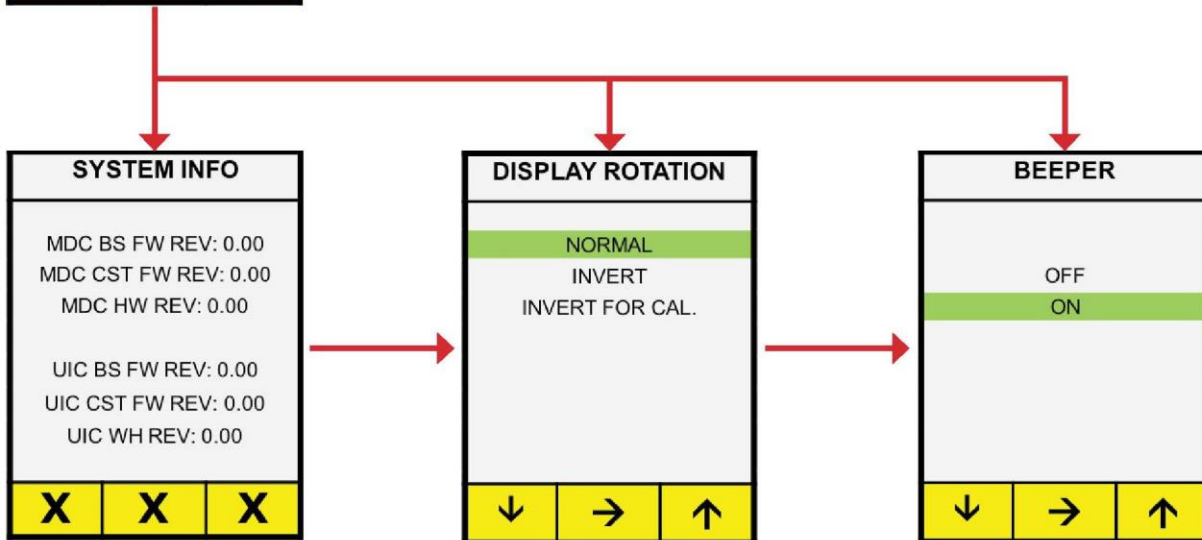 SYSTEM INFO
MDC BS FW REV: 0.00
MDC CST FW REV: 0.00
MDC HW REV: 0.00
UIC BS FW REV: 0.00
UIC CST FW REV: 0.00
UIC WH REV: 0.00
X X X
DISPLAY ROTATION
NORMAL
INVERT
INVERT FOR CAL.
↓ → ↑
BEEPER
OFF
ON
↓ → ↑